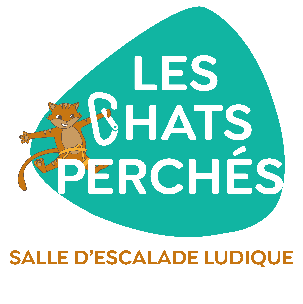 LES
CHATS
PERCHÉS
SALLE D'ESCALADE LUDIQUE